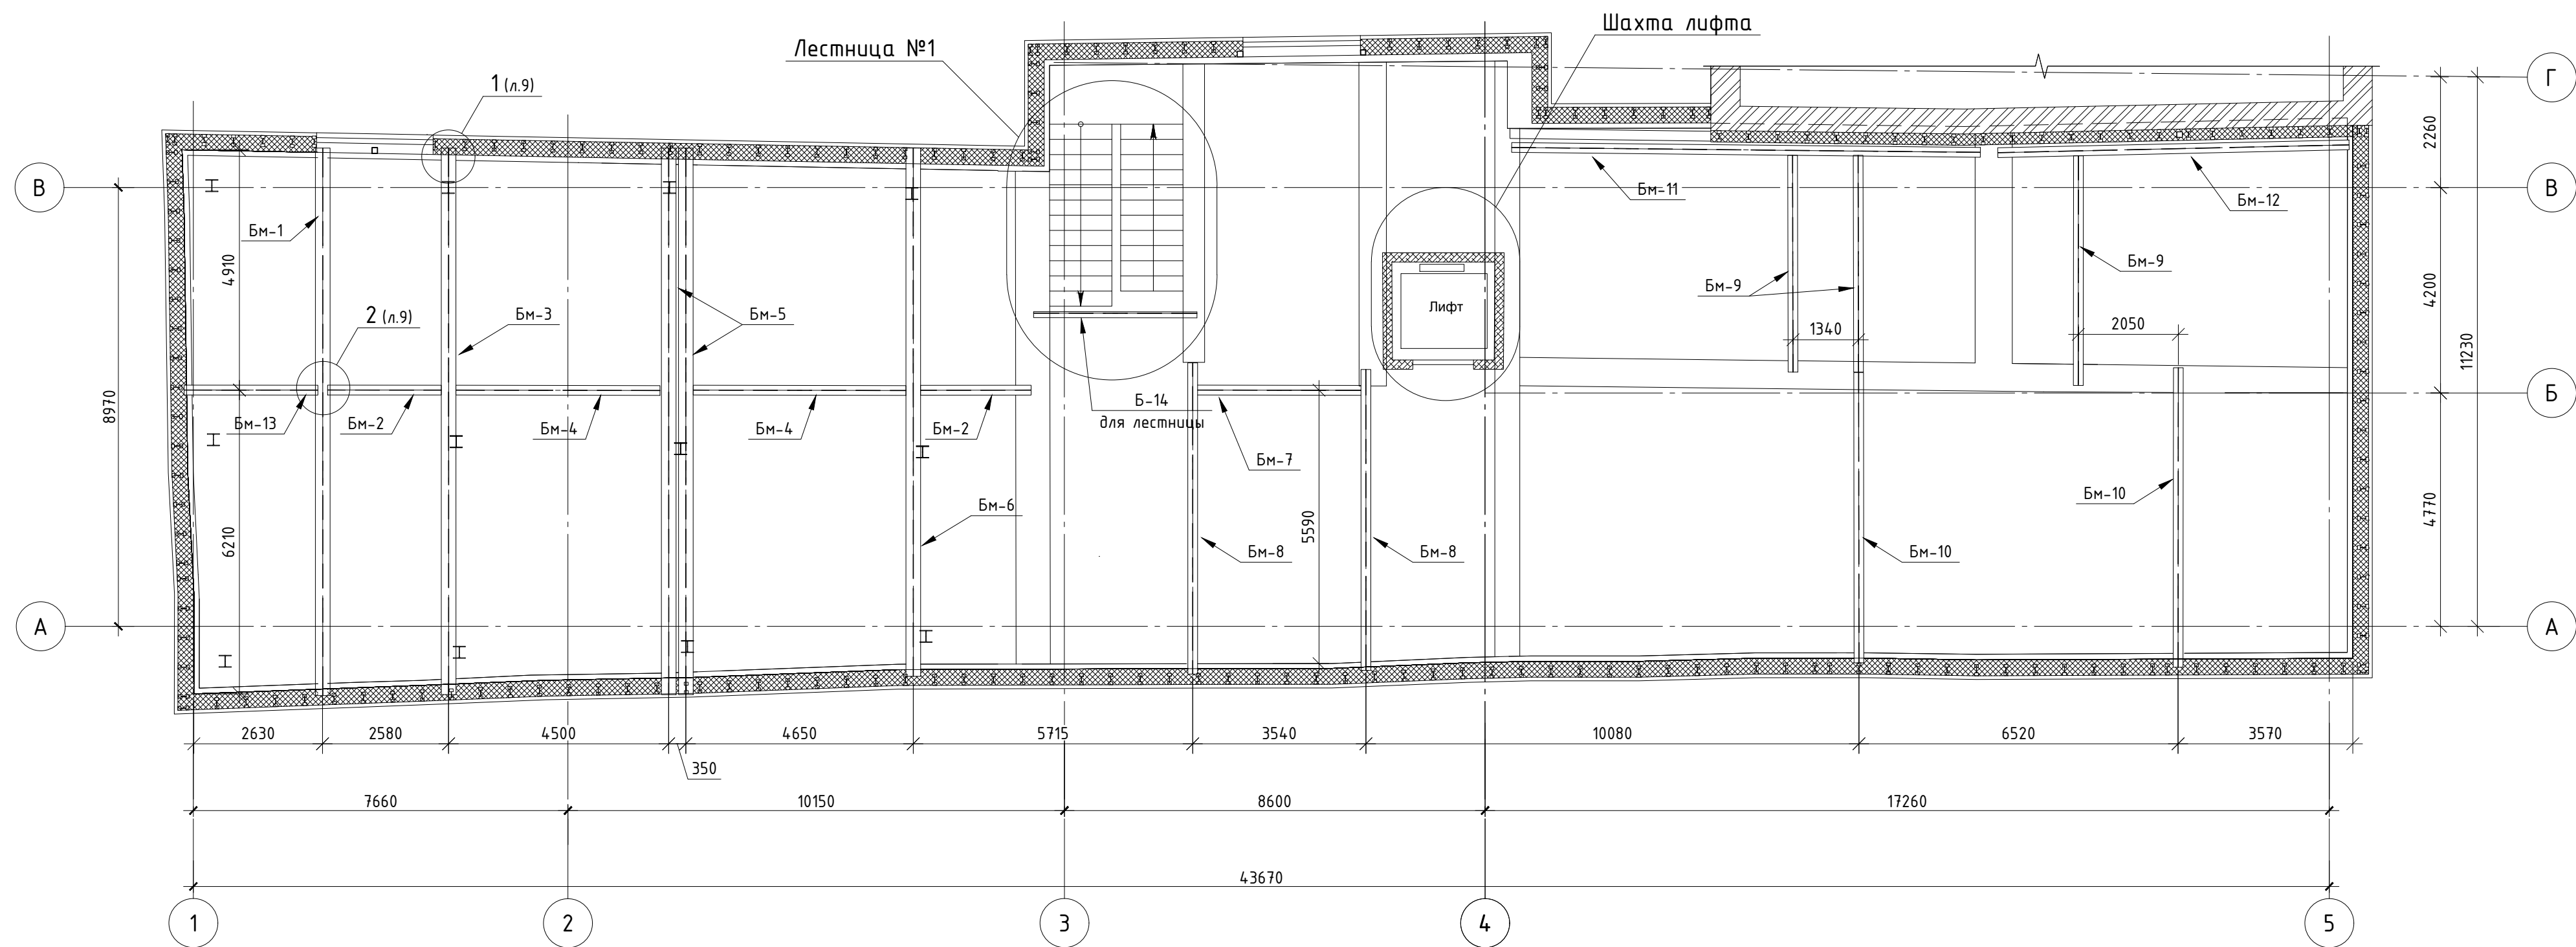 Шахта лифта
Лестница №1
1 (л.9)
Г
2260
В
В
Бм-11
Бм-12
Бм-1
4910
Бм-9
Бм-9
4200
Лифт
2 (л.9)
Бм-3
Бм-5
1340
2050
11230
8970
Б
Б-14
для лестницы
Бм-13
Бм-2
Бм-4
Бм-4
Бм-2
Бм-7
4770
6210
Бм-6
5590
Бм-8
Бм-8
Бм-10
Бм-10
А
А
2630
2580
4500
4650
5715
3540
10080
6520
3570
350
7660
10150
8600
17260
43670
1
2
3
4
5